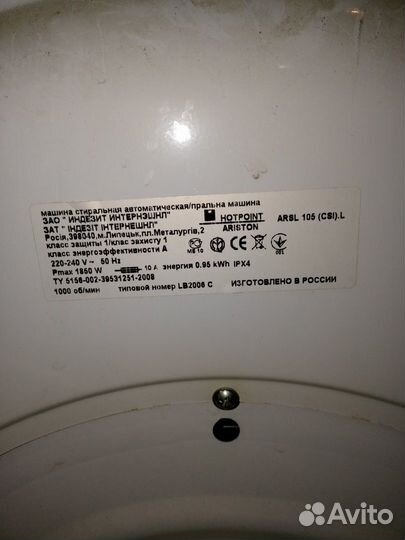 машина стиральная автоматическая/пральна машина
ЗАО " ИНДЕЗИТ ИНТЕРНЭШНЛ"
ЗАТ " ІНДЕЗІТ ІНТЕРНЕШНЛ"
HOTPOINT
ARISTON
ARSL 105 (CSI).L
Росія,398040,м.Липецьк,пл.Металургів,2
класс защиты 1/клас захисту 1
класс энергоэффективности А
220-240 V ~ 50 Hz
Pmax 1850 W 10 A энергия 0.95 kWh IPX4
ТУ 5156-002-39531251-2008
1000 об/мин типовой номер LB2006 C ИЗГОТОВЛЕНО В РОССИИ
Avito